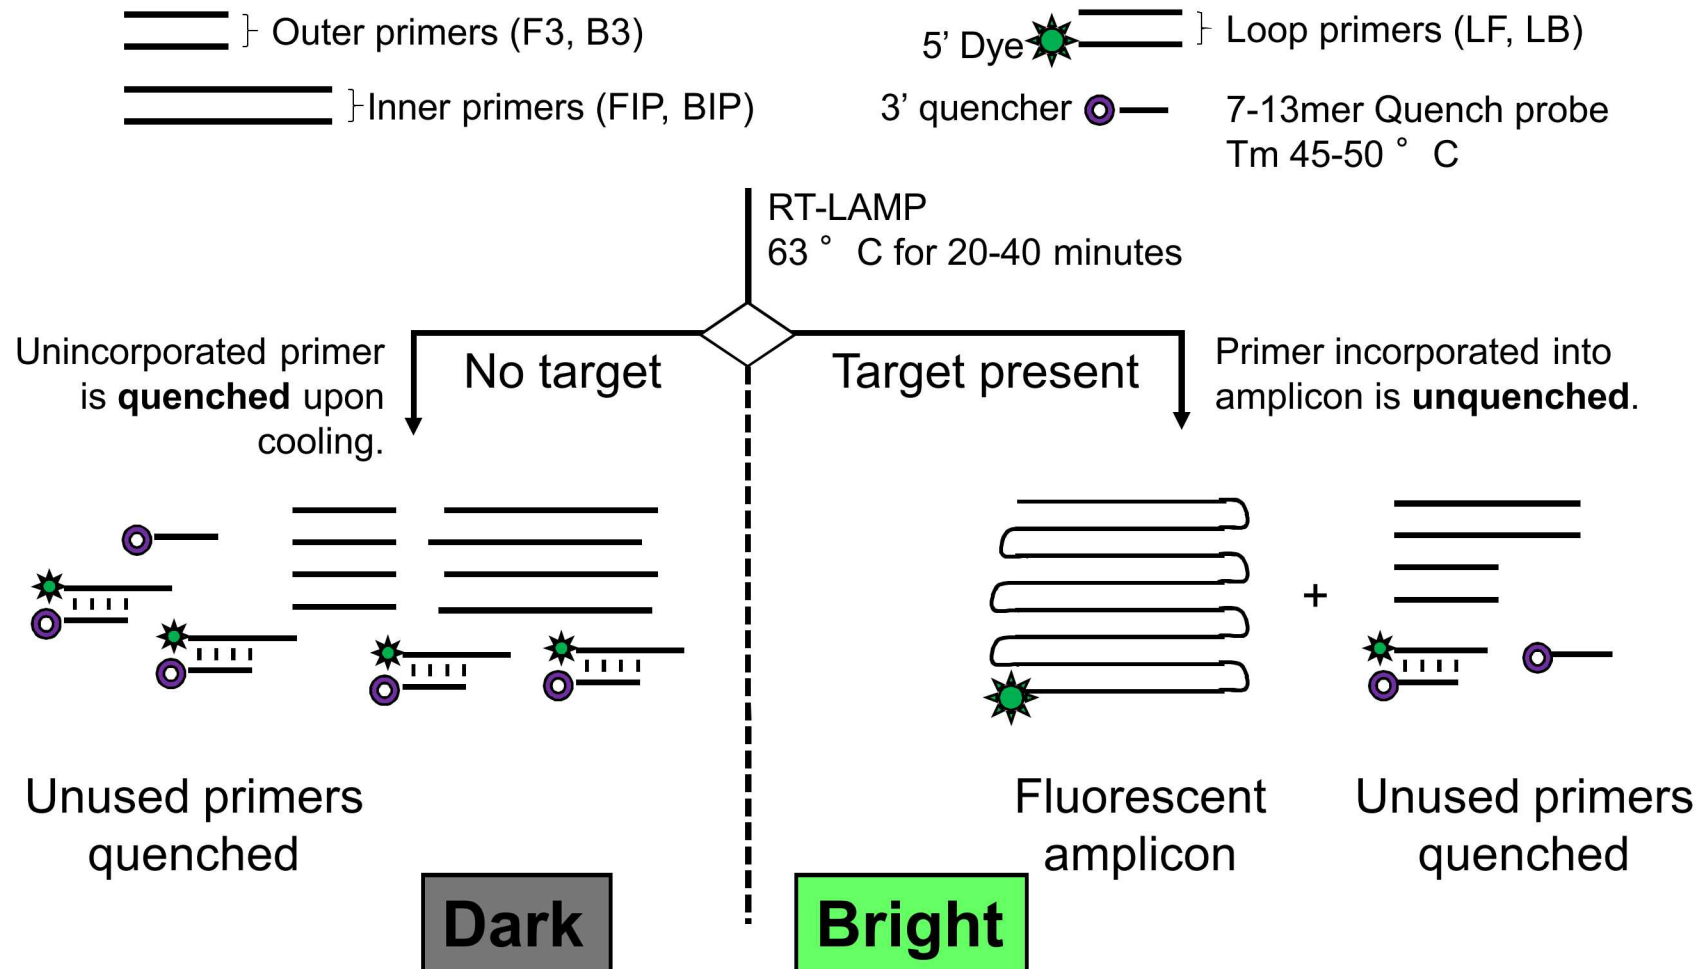 Outer primers (F3, B3)
Inner primers (FIP, BIP)
5’ Dye
Loop primers (LF, LB)
3’ quencher
7-13mer Quench probe
Tm 45-50 ° C
RT-LAMP
63 ° C for 20-40 minutes
Unincorporated primer
is quenched upon
cooling.
No target
Target present
Primer incorporated into
amplicon is unquenched.
+
Unused primers
quenched
Fluorescent
amplicon
Unused primers
quenched
Dark
Bright